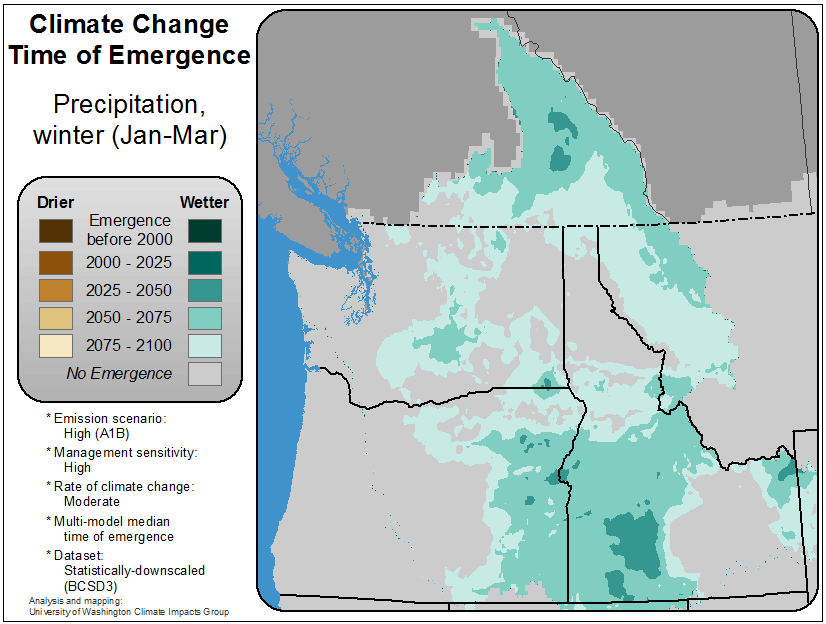 Climate Change
Time of Emergence
Precipitation,
winter (Jan-Mar)
Drier Wetter
Emergence
before 2000
2000 - 2025
2025 - 2050
2050 - 2075
2075 - 2100
No Emergence
* Emission scenario:
High (A1B)
* Management sensitivity:
High
* Rate of climate change:
Moderate
* Multi-model median
time of emergence
* Dataset:
Statistically-downscaled
(BCSD3)
Analysis and mapping:
University of Washington Climate Impacts Group